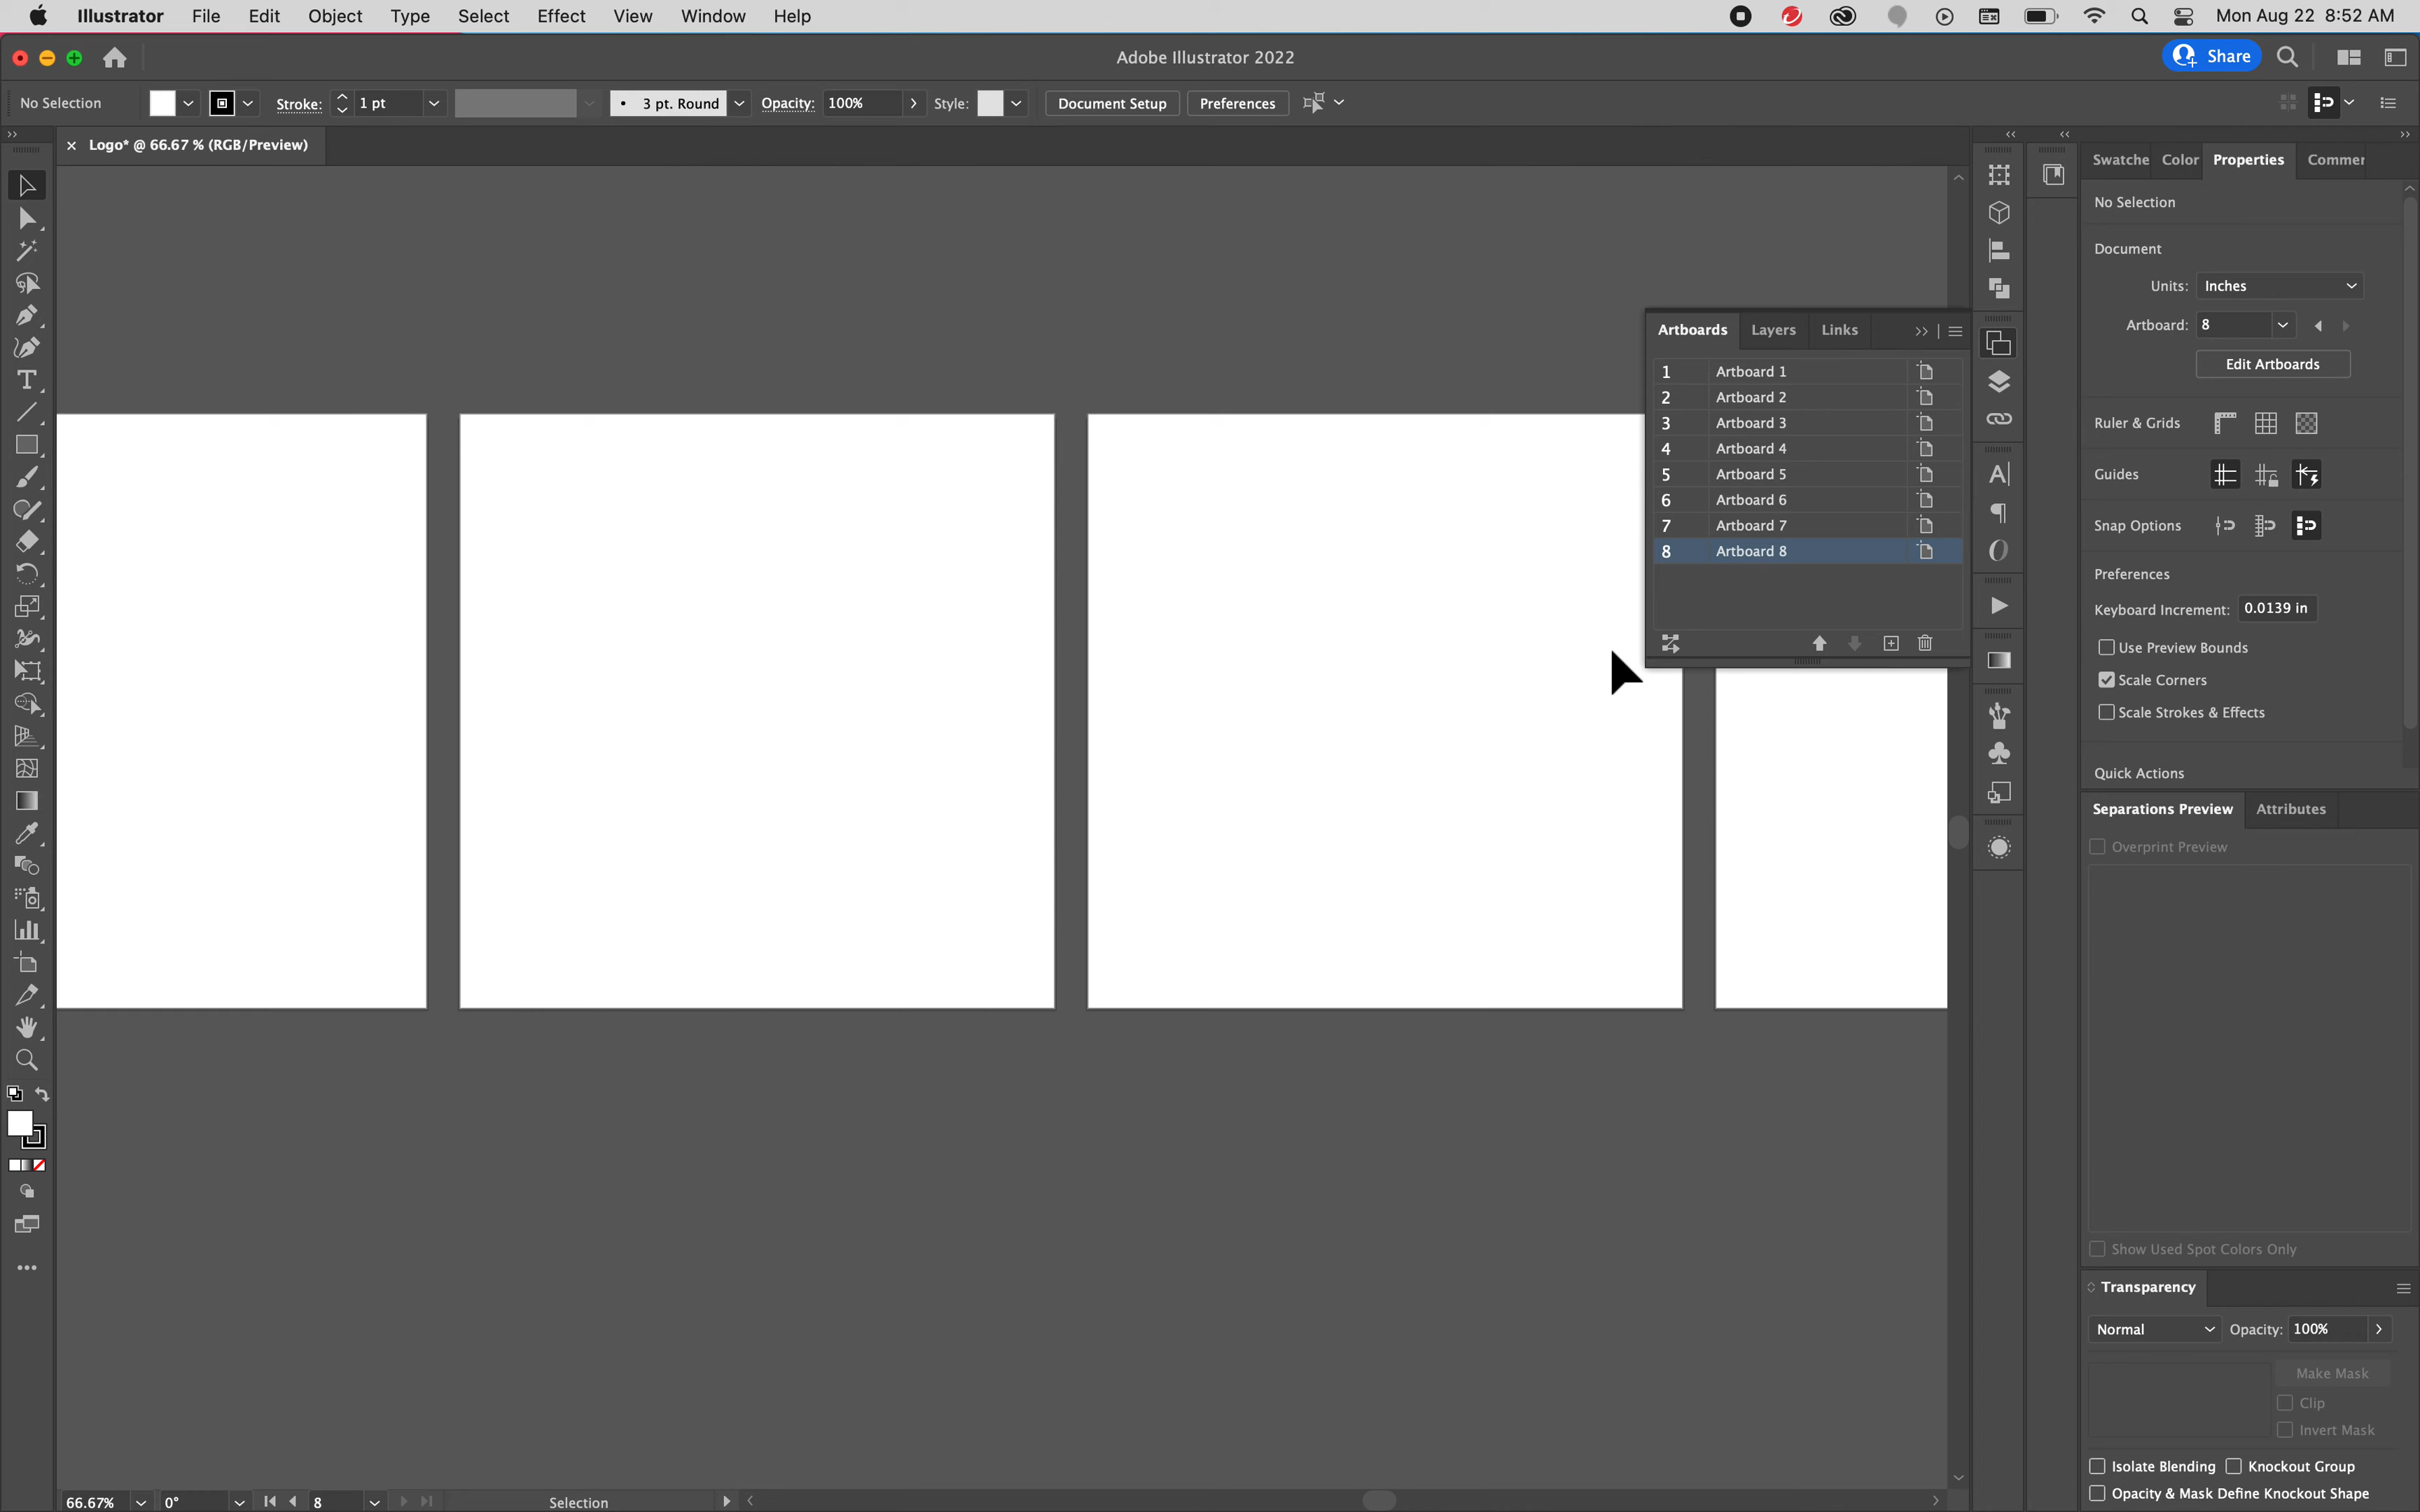 Illustrator File Edit Object Type Select Effect View Window Help Mon Aug 22 8:52 AM
Adobe Illustrator 2022
Share
No Selection Stroke: 1 pt 3 pt. Round Opacity: 100% Style: Document Setup Preferences
Logo* @ 66.67 % (RGB/Preview)
Swatche Color Properties Commer
No Selection
Document
Units: Inches
Artboard: 8
Edit Artboards
Ruler & Grids
Guides
Snap Options
Preferences
Keyboard Increment: 0.0139 in
Use Preview Bounds
Scale Corners
Scale Strokes & Effects
Quick Actions
Artboards Layers Links
1 Artboard 1
2 Artboard 2
3 Artboard 3
4 Artboard 4
5 Artboard 5
6 Artboard 6
7 Artboard 7
8 Artboard 8
Separations Preview Attributes
Overprint Preview
Show Used Spot Colors Only
Transparency
Normal Opacity: 100%
Make Mask
Clip
Invert Mask
Isolate Blending Knockout Group
Opacity & Mask Define Knockout Shape
66.67% 0° 8 Selection